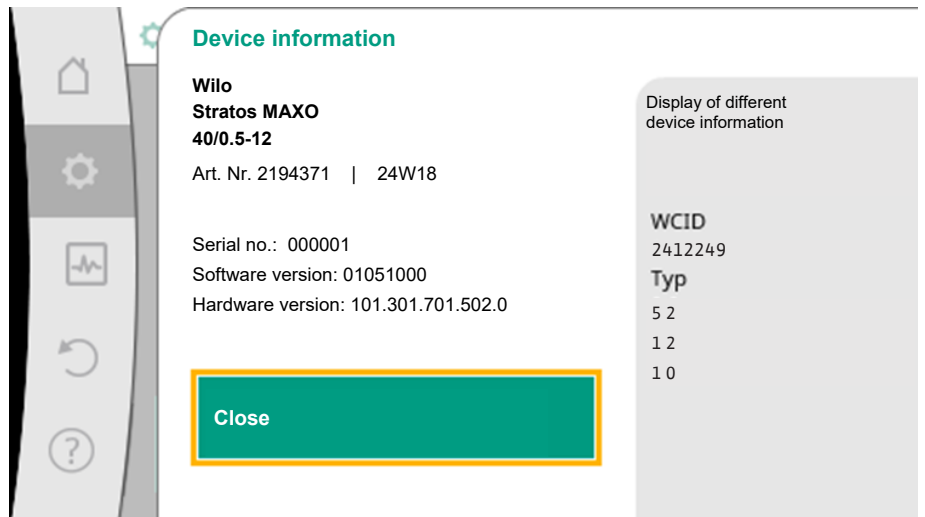 Device information
Wilo
Stratos MAXO
40/0.5-12
Art. Nr. 2194371 | 24W18
Serial no.: 000001
Software version: 01051000
Hardware version: 101.301.701.502.0
Close
Display of different
device information
WCID
2412249
Typ
5 2
1 2
1 0
?